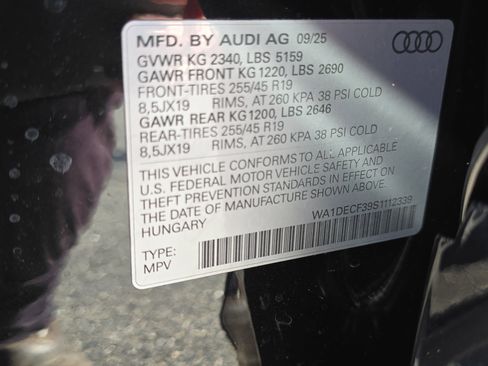 MFD. BY AUDI AG 09/25
GVWR KG 2340, LBS 5159
GAWR FRONT KG 1220, LBS 2690
FRONT-TIRES 255/45 R19
8,5JX19 RIMS, AT 260 KPA 38 PSI COLD
GAWR REAR KG 1200, LBS 2646
REAR-TIRES 255/45 R19
8,5JX19 RIMS, AT 260 KPA 38 PSI COLD
THIS VEHICLE CONFORMS TO ALL APPLICABLE
U.S. FEDERAL MOTOR VEHICLE SAFETY AND
THEFT PREVENTION STANDARDS IN EFFECT ON
THE DATE OF MANUFACTURE SHOWN ABOVE.
HUNGARY
WA1DECF39S1112339
TYPE:
MPV